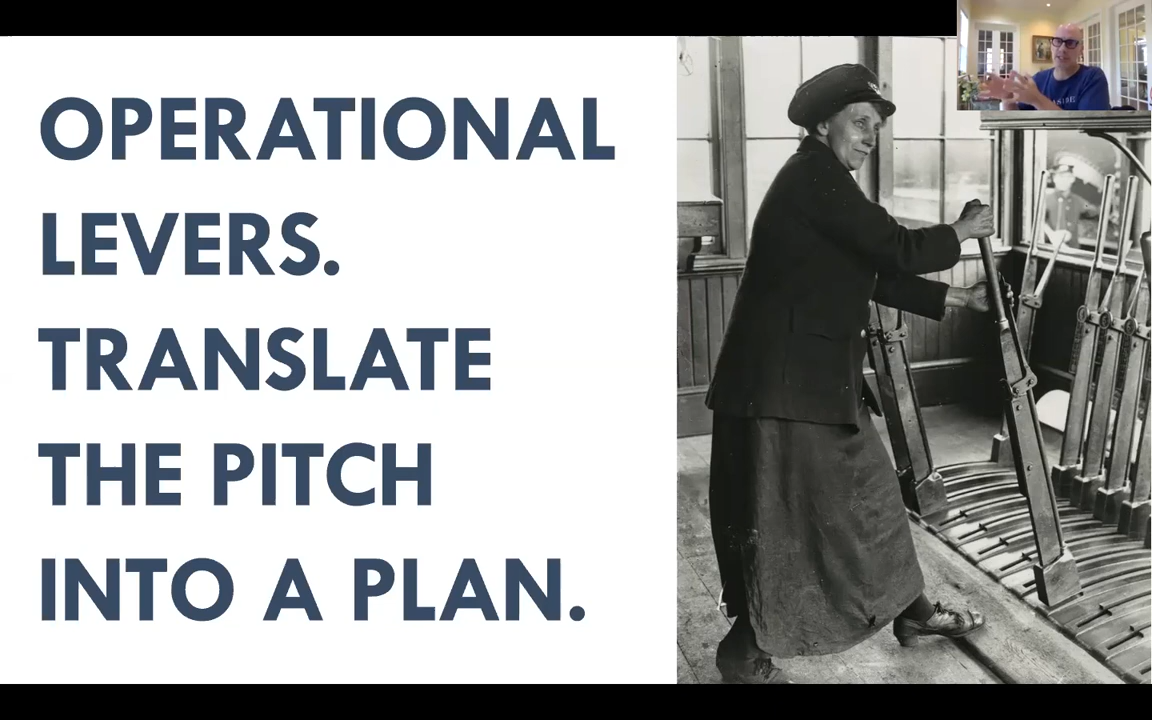 OPERATIONAL
LEVERS.
TRANSLATE
THE PITCH
INTO A PLAN.